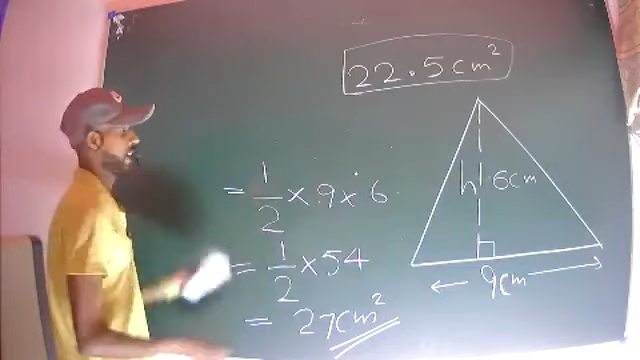 22.5cm²
= 1/2 × 9 × 6
h 6cm
= 1/2 × 54
9cm
= 27cm²